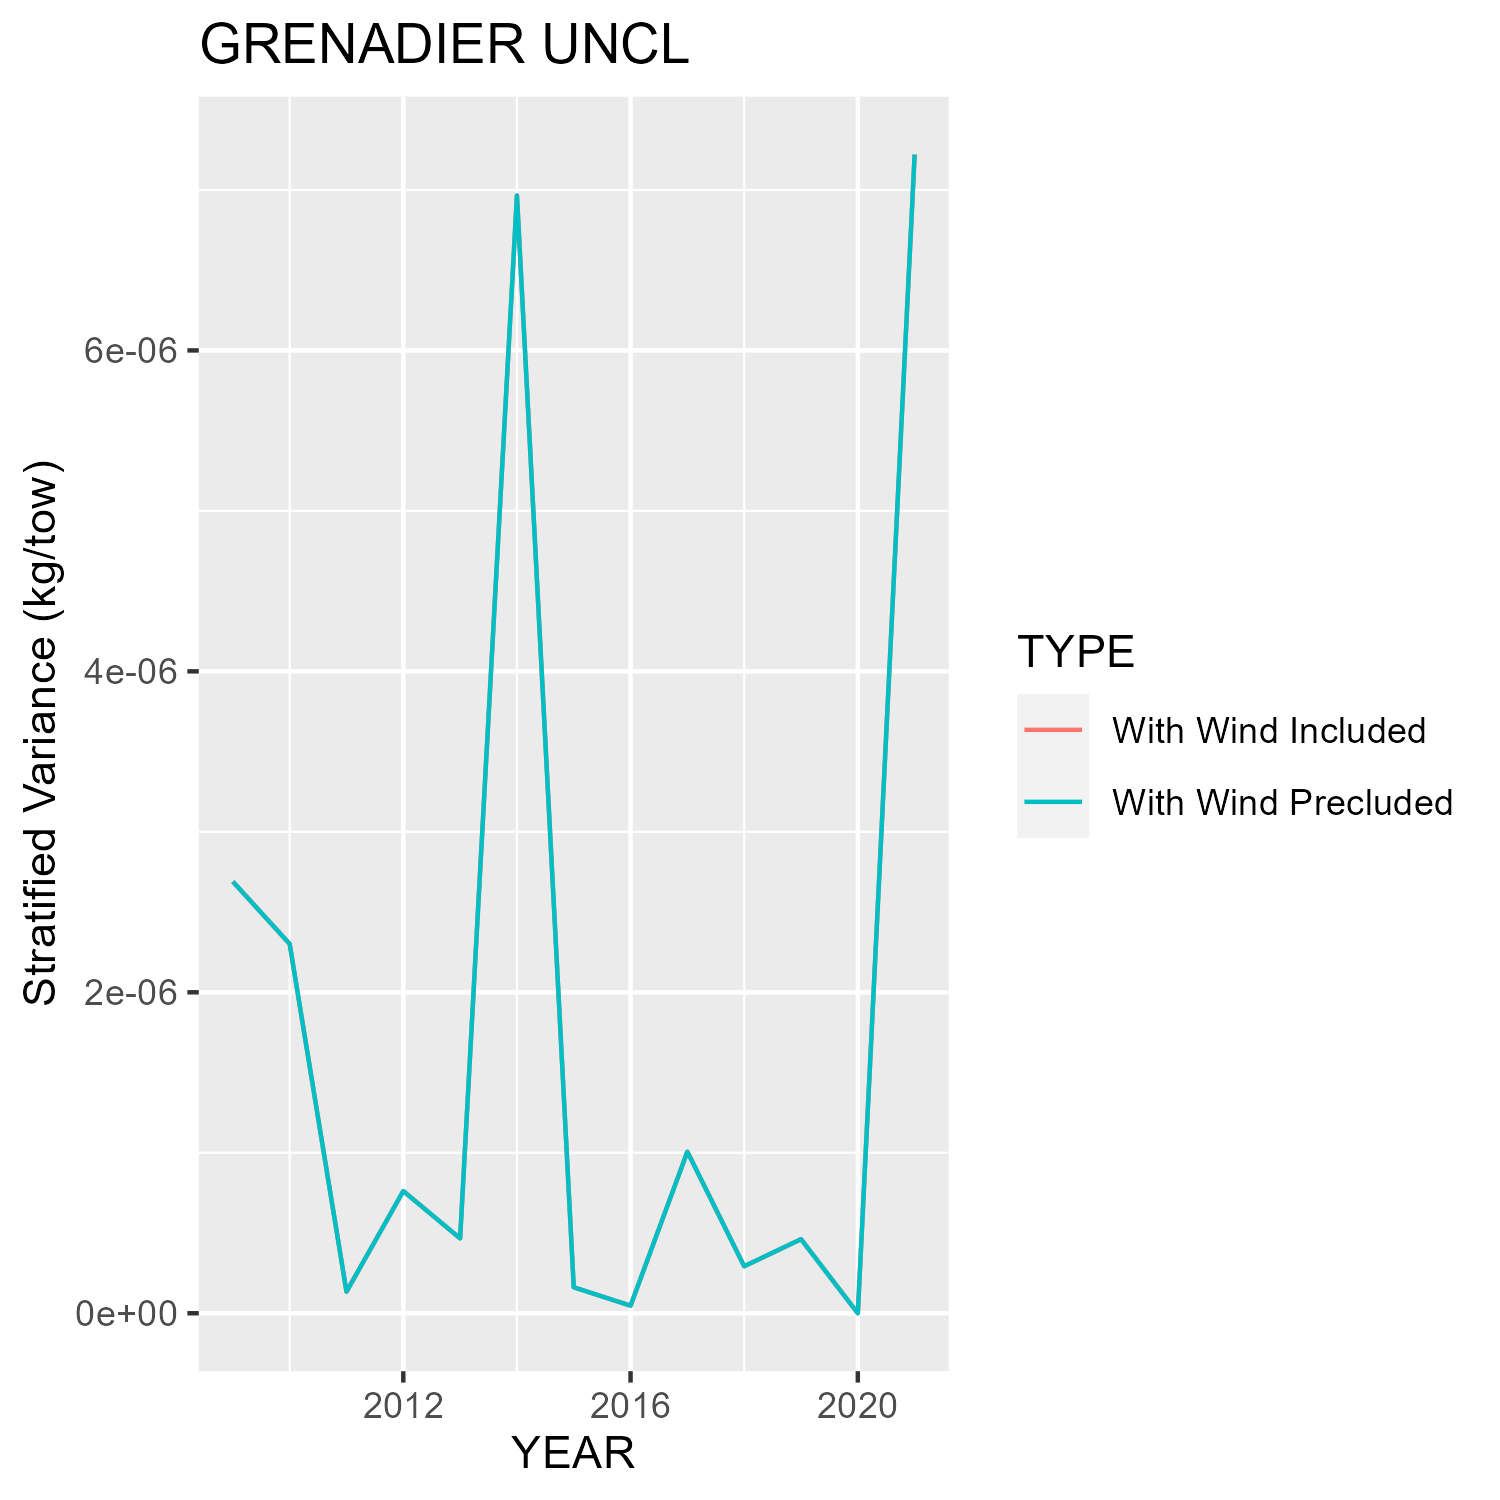 GRENADIER UNCL
Stratified Variance (kg/tow)
6e-06
4e-06
2e-06
0e+00
2012
2016
2020
YEAR
TYPE
With Wind Included
With Wind Precluded